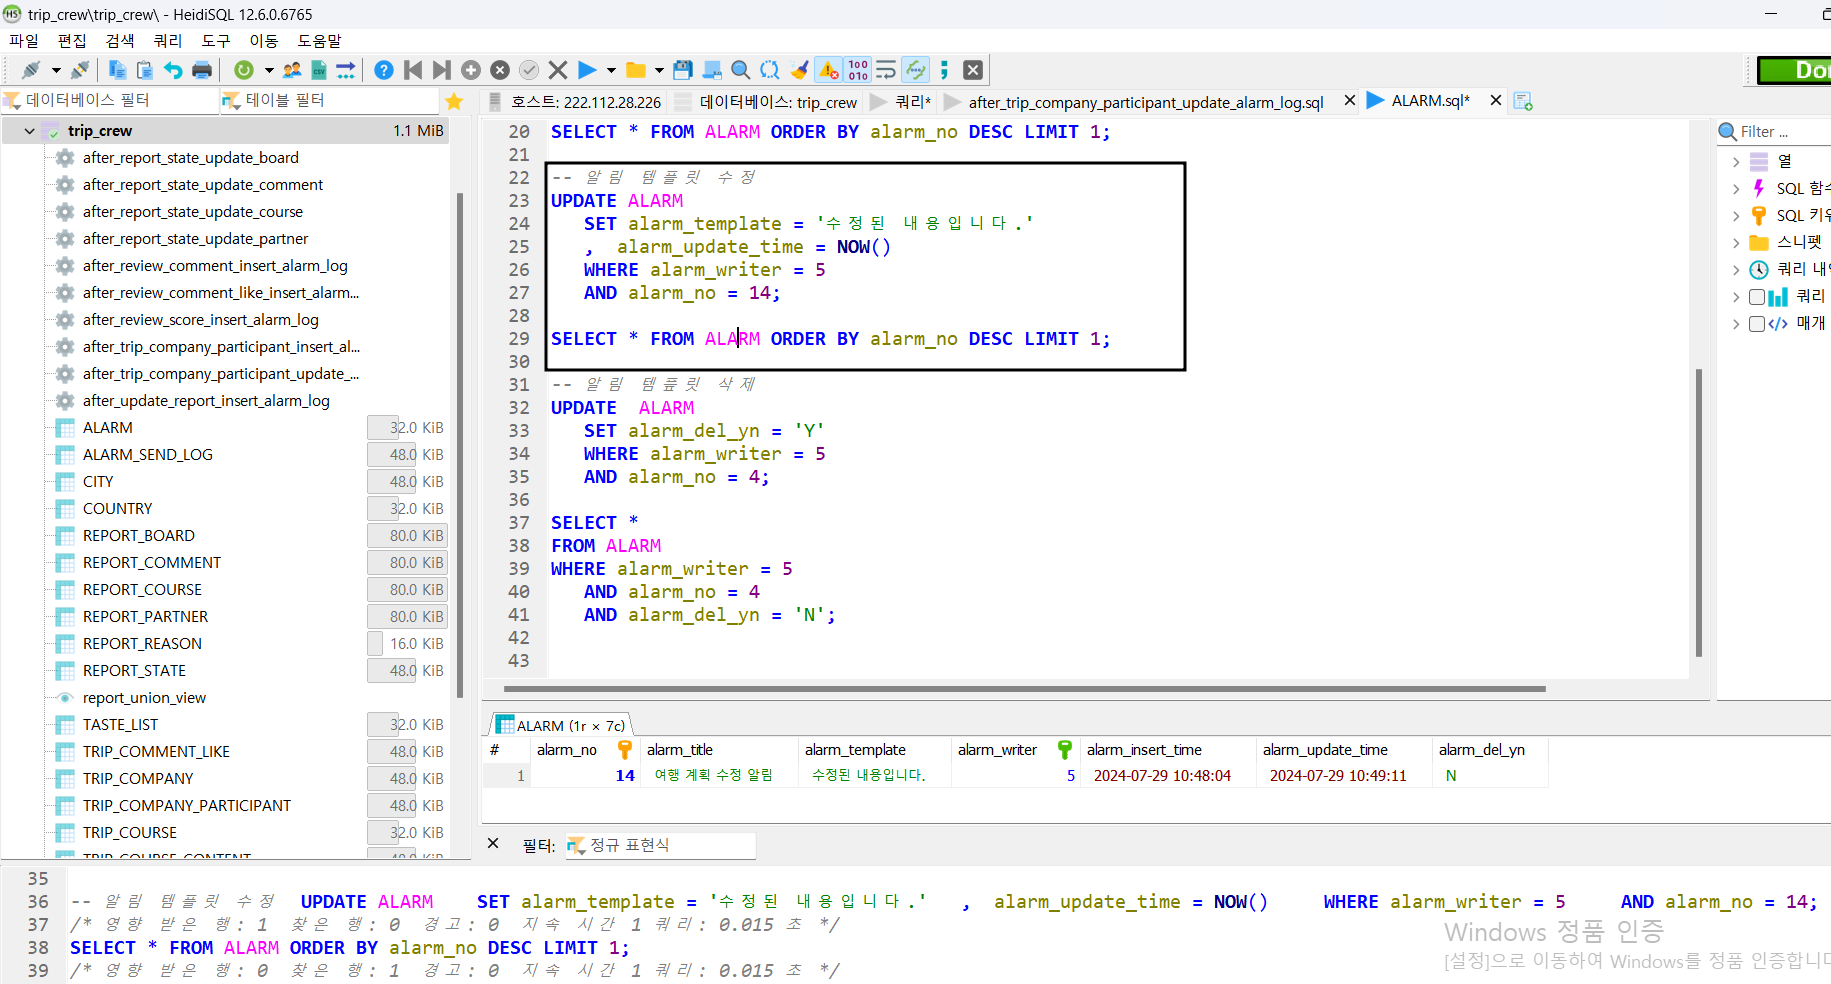 trip_crew\trip_crew\ - HeidiSQL 12.6.0.6765
파일 편집 검색 쿼리 도구 이동 도움말
데이터베이스 필터 테이블 필터
호스트: 222.112.28.226 데이터베이스: trip_crew 쿼리* after_trip_company_participant_update_alarm_log.sql ALARM.sql*
Filter ...
trip_crew 1.1 MiB
after_report_state_update_board
after_report_state_update_comment
after_report_state_update_course
after_report_state_update_partner
after_review_comment_insert_alarm_log
after_review_comment_like_insert_alarm...
after_review_score_insert_alarm_log
after_trip_company_participant_insert_al...
after_trip_company_participant_update_...
after_update_report_insert_alarm_log
ALARM 32.0 KiB
ALARM_SEND_LOG 48.0 KiB
CITY 48.0 KiB
COUNTRY 32.0 KiB
REPORT_BOARD 80.0 KiB
REPORT_COMMENT 80.0 KiB
REPORT_COURSE 80.0 KiB
REPORT_PARTNER 80.0 KiB
REPORT_REASON 16.0 KiB
REPORT_STATE 48.0 KiB
report_union_view
TASTE_LIST 32.0 KiB
TRIP_COMMENT_LIKE 48.0 KiB
TRIP_COMPANY 48.0 KiB
TRIP_COMPANY_PARTICIPANT 48.0 KiB
TRIP_COURSE 32.0 KiB
TRIP_COURSE_CONTENT 48.0 KiB
20 SELECT * FROM ALARM ORDER BY alarm_no DESC LIMIT 1;
21
22 -- 알림 템플릿 수정
23 UPDATE ALARM
24 SET alarm_template = '수정된 내용입니다.'
25 , alarm_update_time = NOW()
26 WHERE alarm_writer = 5
27 AND alarm_no = 14;
28
29 SELECT * FROM ALARM ORDER BY alarm_no DESC LIMIT 1;
30
31 -- 알림 템플릿 삭제
32 UPDATE ALARM
33 SET alarm_del_yn = 'Y'
34 WHERE alarm_writer = 5
35 AND alarm_no = 4;
36
37 SELECT *
38 FROM ALARM
39 WHERE alarm_writer = 5
40 AND alarm_no = 4
41 AND alarm_del_yn = 'N';
42
43
열
SQL 함수
SQL 키워
스니펫
쿼리 내
쿼리
매개
ALARM (1r × 7c)
# alarm_no alarm_title alarm_template alarm_writer alarm_insert_time alarm_update_time alarm_del_yn
1 14 여행 계획 수정 알림 수정된 내용입니다. 5 2024-07-29 10:48:04 2024-07-29 10:49:11 N
필터: 정규 표현식
35
36 -- 알림 템플릿 수정 UPDATE ALARM SET alarm_template = '수정된 내용입니다.' , alarm_update_time = NOW() WHERE alarm_writer = 5 AND alarm_no = 14;
37 /* 영향 받은 행: 1 찾은 행: 0 경고: 0 지속 시간 1 쿼리: 0.015 초 */
38 SELECT * FROM ALARM ORDER BY alarm_no DESC LIMIT 1;
39 /* 영향 받은 행: 0 찾은 행: 1 경고: 0 지속 시간 1 쿼리: 0.015 초 */
Windows 정품 인증
[설정]으로 이동하여 Windows를 정품 인증합니다